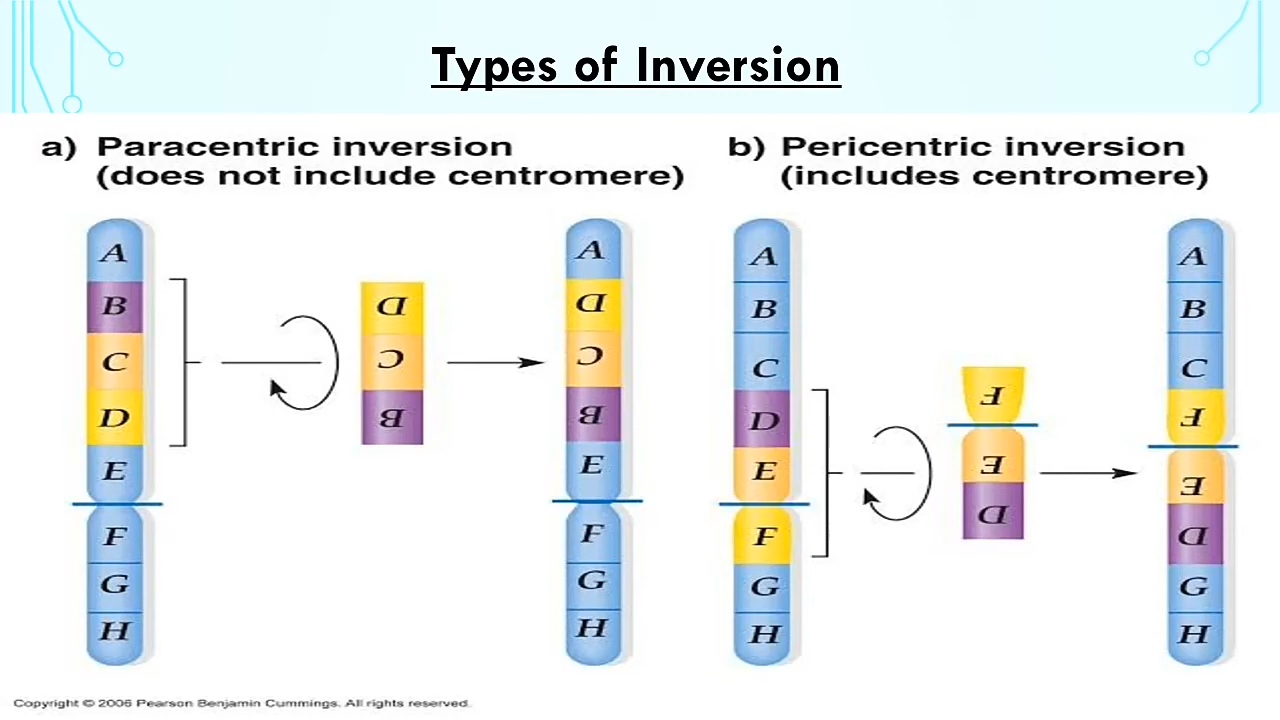 Types of Inversion
a) Paracentric inversion
(does not include centromere)
A
B
C
D
E
F
G
H
D
C
B
A
D
C
B
E
F
G
H
b) Pericentric inversion
(includes centromere)
A
B
C
D
E
F
G
H
F
E
D
A
B
C
F
E
D
G
H
Copyright © 2006 Pearson Benjamin Cummings. All rights reserved.